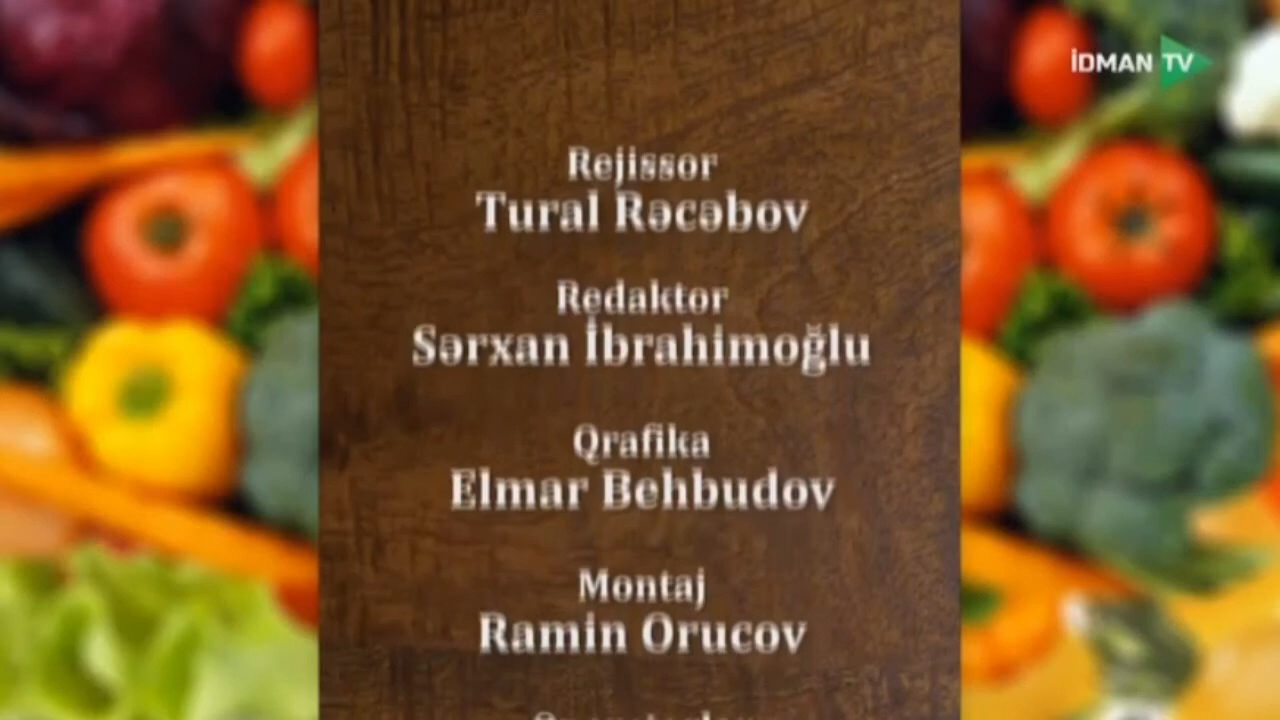 İDMAN TV
Rejissor
Tural Rəcəbov
Redaktor
Sərxan İbrahimoğlu
Qrafika
Elmar Behbudov
Montaj
Ramin Orucov